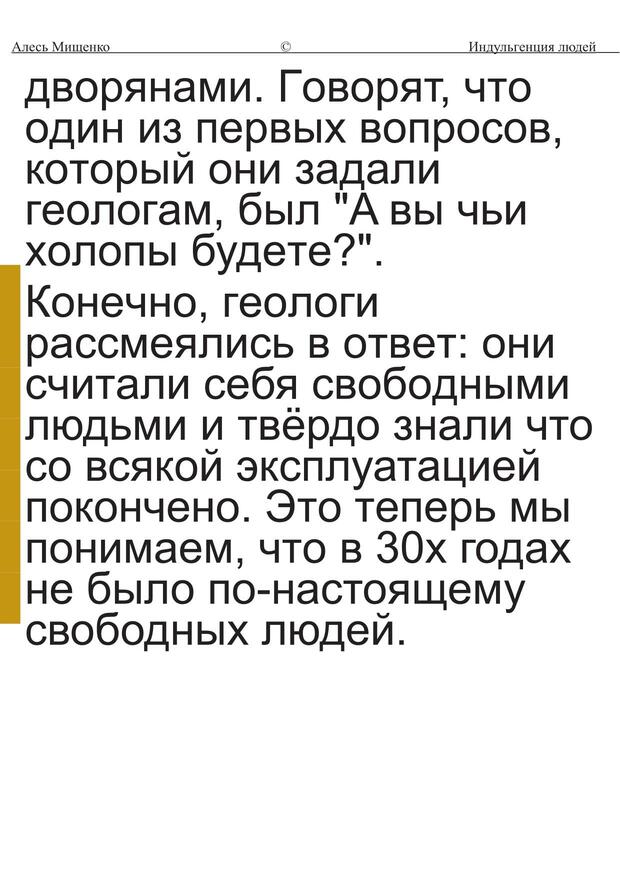 Алесь Мищенко © Индульгенция людей
дворянами. Говорят, что
один из первых вопросов,
который они задали
геологам, был "А вы чьи
холопы будете?".
Конечно, геологи
рассмеялись в ответ: они
считали себя свободными
людьми и твёрдо знали что
со всякой эксплуатацией
покончено. Это теперь мы
понимаем, что в 30х годах
не было по-настоящему
свободных людей.